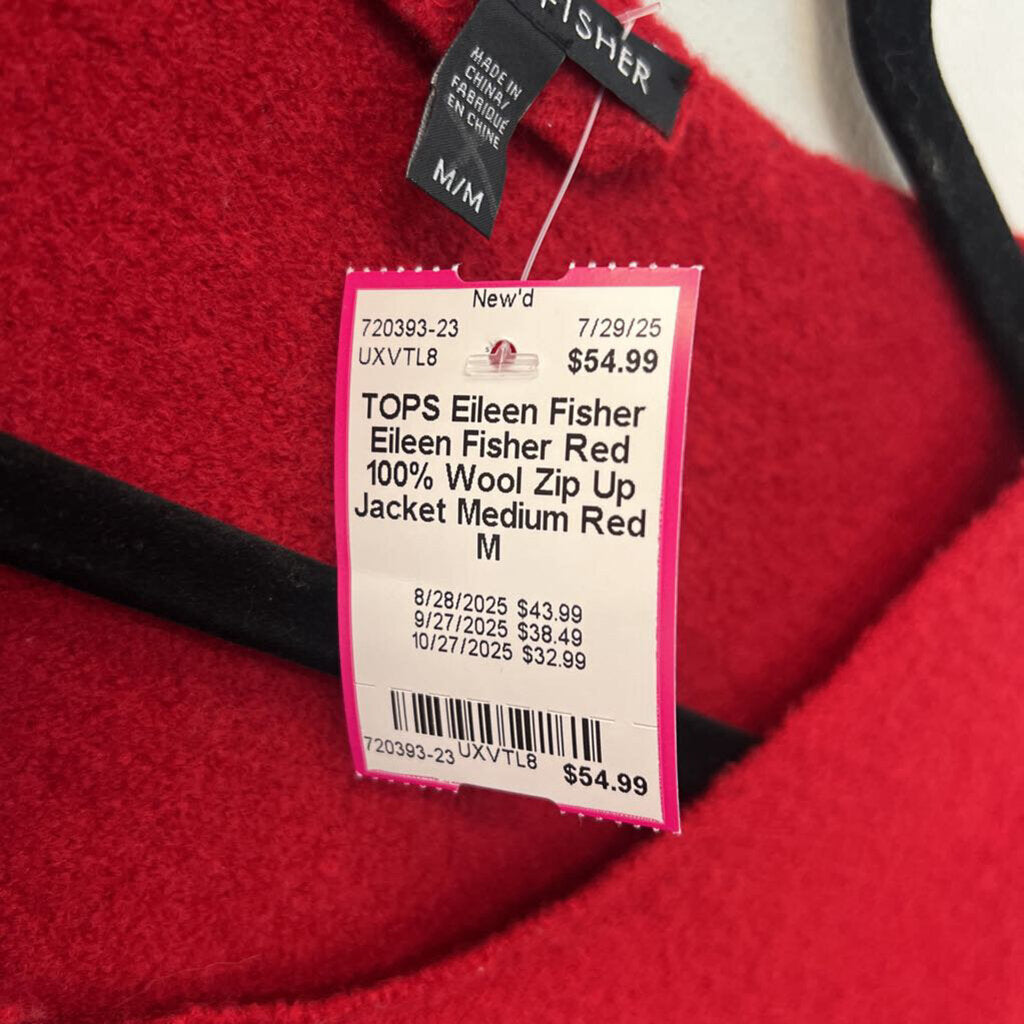 FISHER
MADE IN
CHINA/
FABRIQUÉ
EN CHINE
M/M
New'd
720393-23 7/29/25
UXVTL8 $54.99
TOPS Eileen Fisher
Eileen Fisher Red
100% Wool Zip Up
Jacket Medium Red
M
8/28/2025 $43.99
9/27/2025 $38.49
10/27/2025 $32.99
720393-23 UXVTL8 $54.99